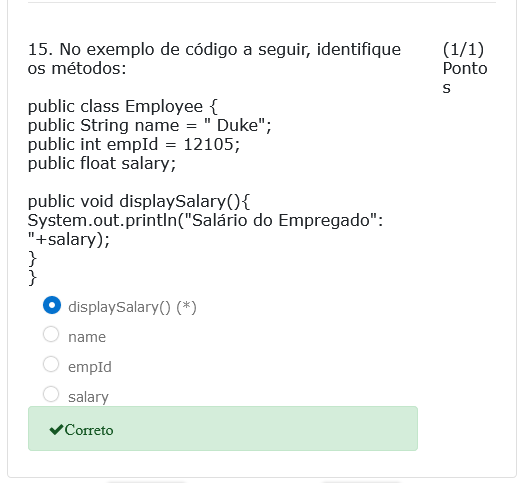 15. No exemplo de código a seguir, identifique
os métodos:
(1/1)
Ponto
s
public class Employee {
public String name = " Duke";
public int empId = 12105;
public float salary;
public void displaySalary(){
System.out.println("Salário do Empregado":
"+salary);
}
}
displaySalary() (*)
name
empId
salary
Correto